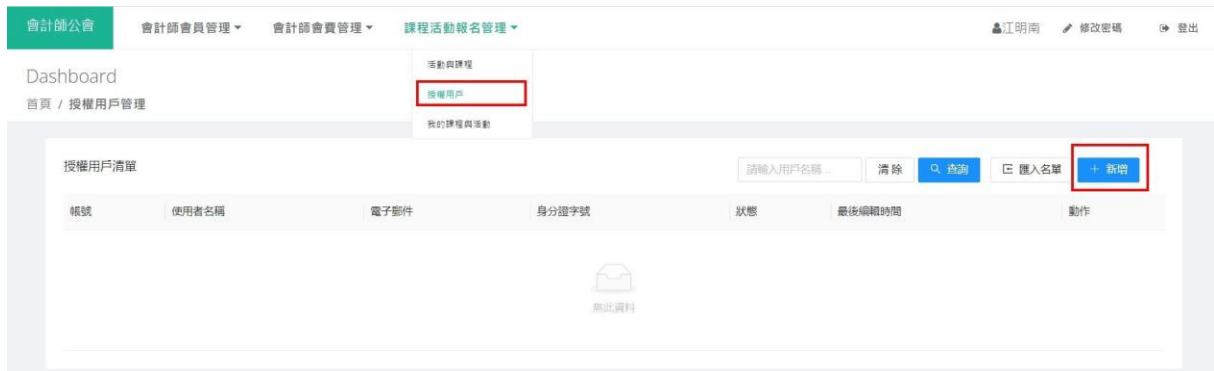 會計師公會 會計師會員管理 會計師會費管理 課程活動報名管理 江明南 修改密碼 登出
Dashboard
首頁 / 授權用戶管理
活動與課程
授權用戶
我的課程與活動
授權用戶清單 請輸入用戶名稱... 清除 查詢 匯入名單 + 新增
帳號 使用者名稱 電子郵件 身分證字號 狀態 最後編輯時間 動作
無此資料